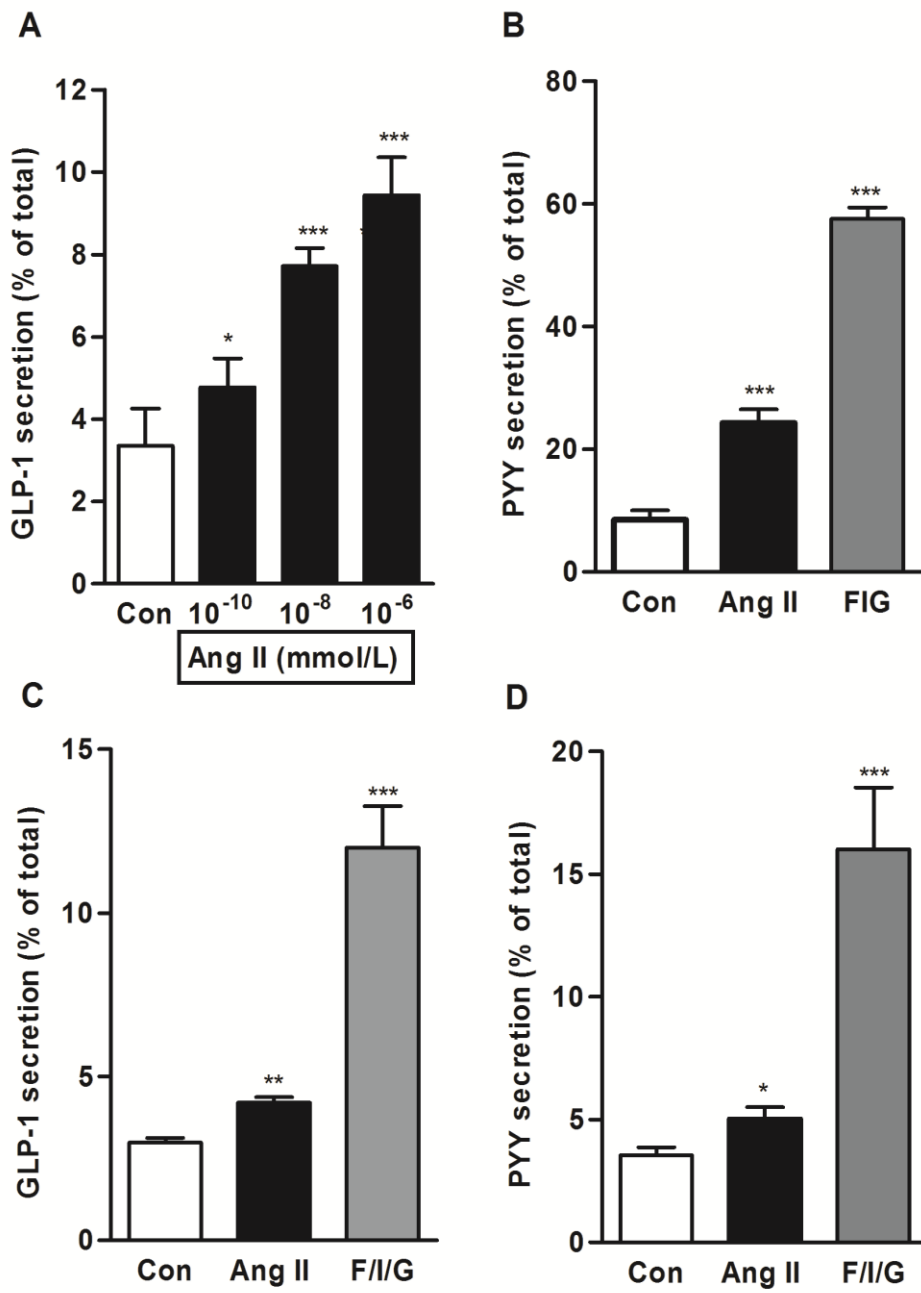 A
GLP-1 secretion (% of total)
12
10
8
6
4
2
0
*
***
***
Con 10⁻¹⁰ 10⁻⁸ 10⁻⁶
Ang II (mmol/L)
B
PYY secretion (% of total)
80
60
40
20
0
***
***
Con Ang II FIG
C
GLP-1 secretion (% of total)
15
10
5
0
**
***
Con Ang II F/I/G
D
PYY secretion (% of total)
20
15
10
5
0
*
***
Con Ang II F/I/G